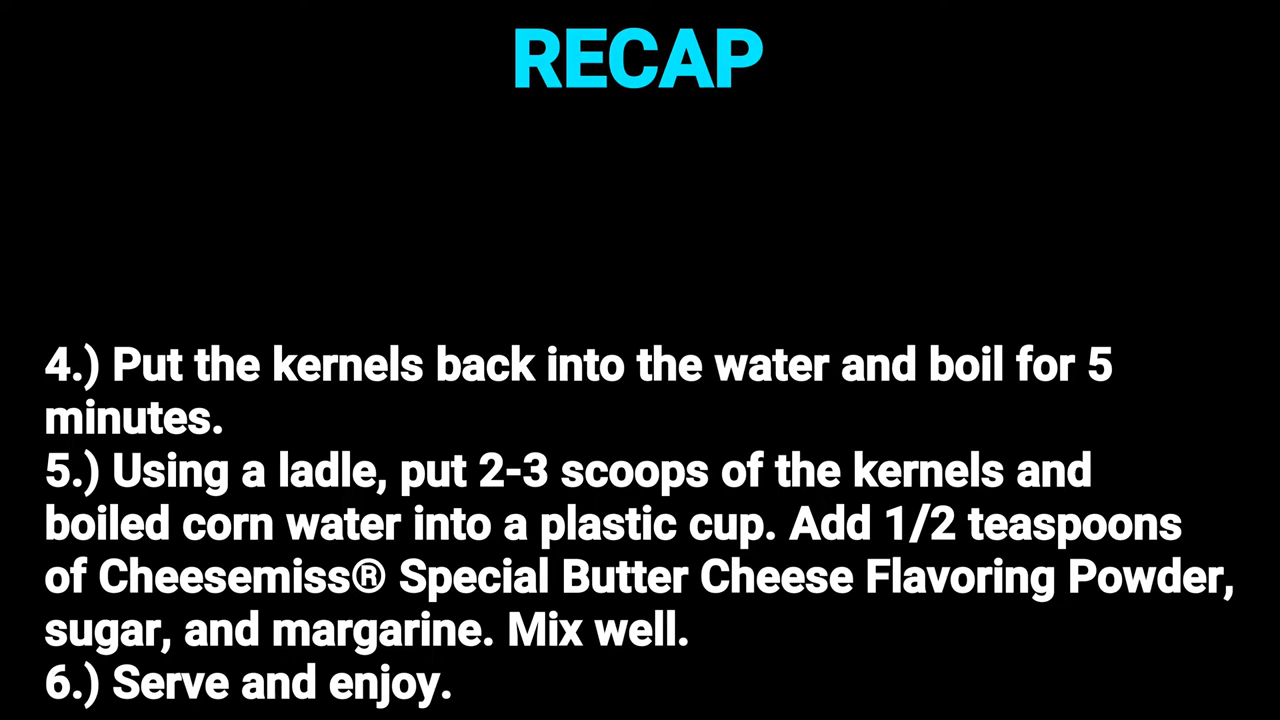 RECAP
4.) Put the kernels back into the water and boil for 5
minutes.
5.) Using a ladle, put 2-3 scoops of the kernels and
boiled corn water into a plastic cup. Add 1/2 teaspoons
of Cheesemiss® Special Butter Cheese Flavoring Powder,
sugar, and margarine. Mix well.
6.) Serve and enjoy.